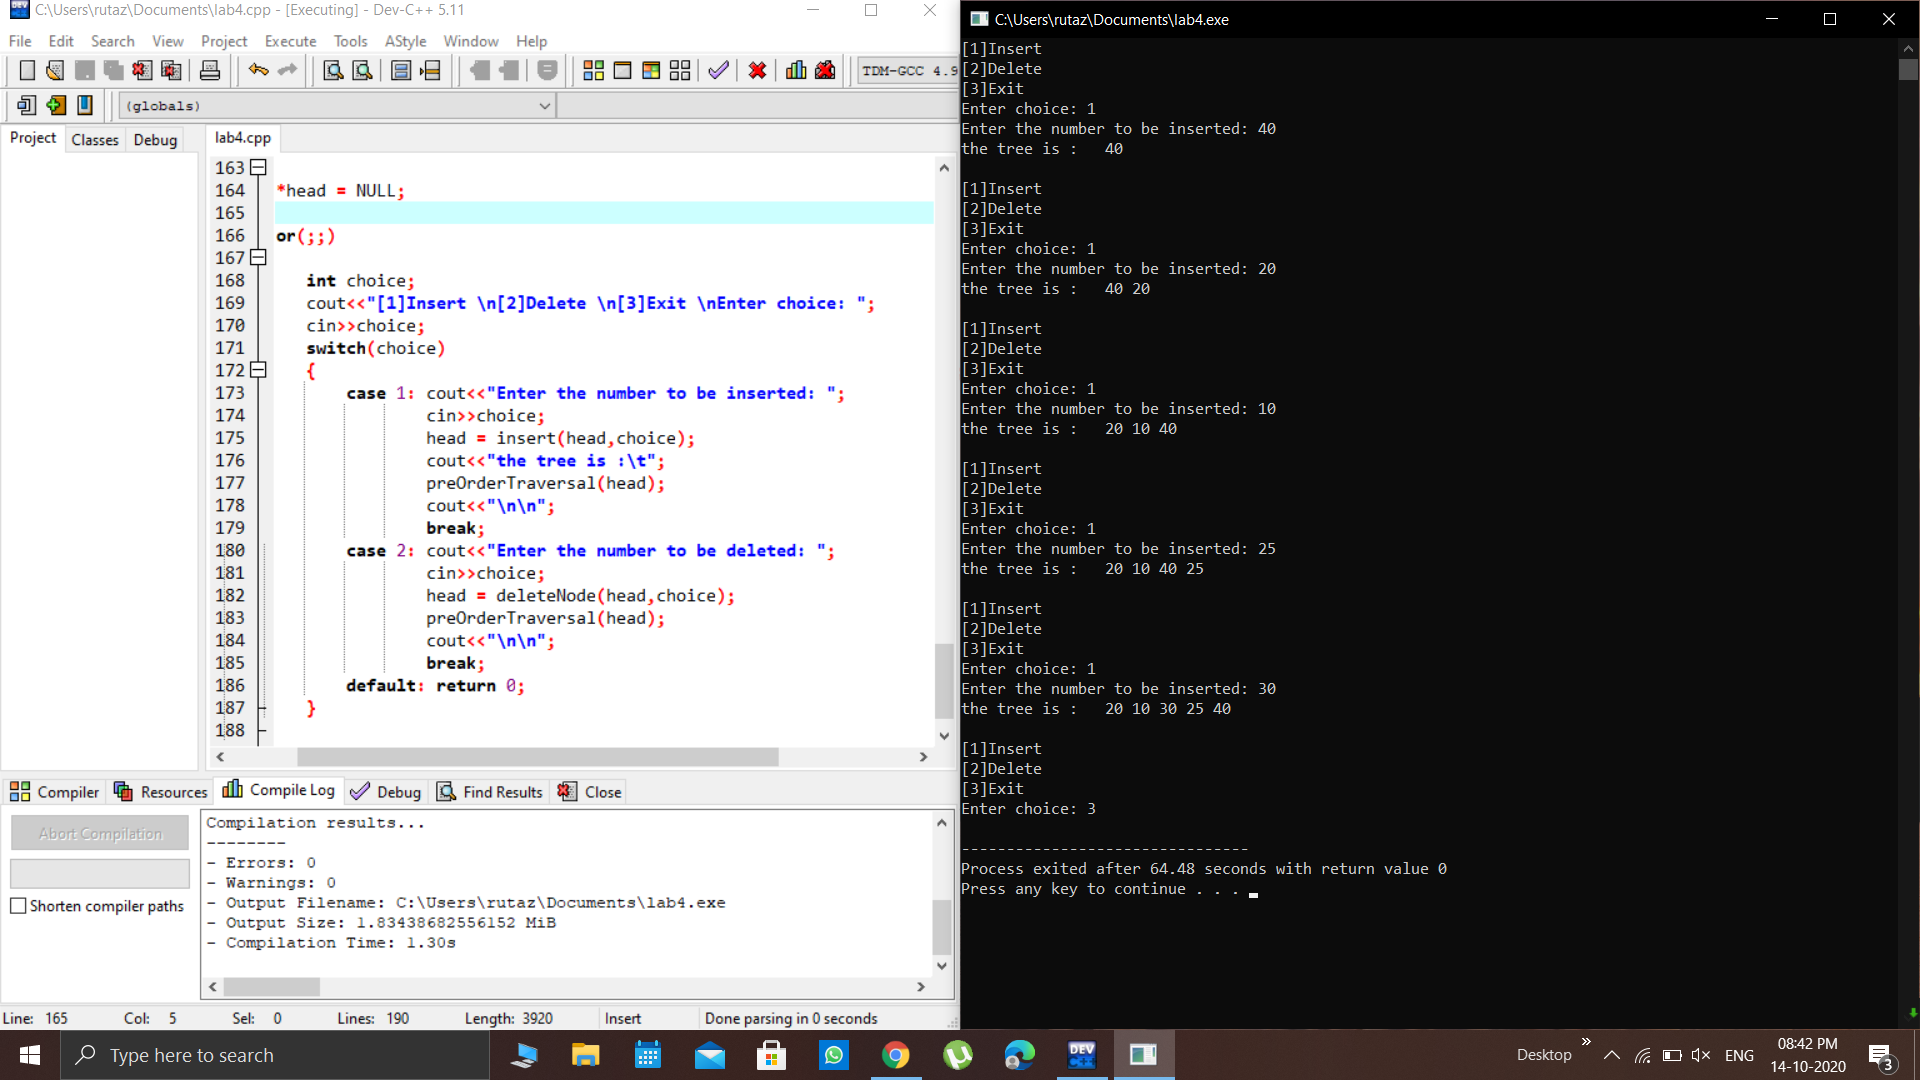 C:\Users\rutaz\Documents\lab4.cpp - [Executing] - Dev-C++ 5.11
File Edit Search View Project Execute Tools AStyle Window Help
TDM-GCC 4.9
(globals)
Project Classes Debug
lab4.cpp
163
164 *head = NULL;
165
166 or(;;)
167
168 int choice;
169 cout<<"[1]Insert \n[2]Delete \n[3]Exit \nEnter choice: ";
170 cin>>choice;
171 switch(choice)
172 {
173 case 1: cout<<"Enter the number to be inserted: ";
174 cin>>choice;
175 head = insert(head,choice);
176 cout<<"the tree is :\t";
177 preOrderTraversal(head);
178 cout<<"\n\n";
179 break;
180 case 2: cout<<"Enter the number to be deleted: ";
181 cin>>choice;
182 head = deleteNode(head,choice);
183 preOrderTraversal(head);
184 cout<<"\n\n";
185 break;
186 default: return 0;
187 }
188
Compiler Resources Compile Log Debug Find Results Close
Abort Compilation
Shorten compiler paths
Compilation results...
--------
- Errors: 0
- Warnings: 0
- Output Filename: C:\Users\rutaz\Documents\lab4.exe
- Output Size: 1.83438682556152 MiB
- Compilation Time: 1.30s
Line: 165 Col: 5 Sel: 0 Lines: 190 Length: 3920 Insert Done parsing in 0 seconds
C:\Users\rutaz\Documents\lab4.exe
[1]Insert
[2]Delete
[3]Exit
Enter choice: 1
Enter the number to be inserted: 40
the tree is :   40
[1]Insert
[2]Delete
[3]Exit
Enter choice: 1
Enter the number to be inserted: 20
the tree is :   40 20
[1]Insert
[2]Delete
[3]Exit
Enter choice: 1
Enter the number to be inserted: 10
the tree is :   20 10 40
[1]Insert
[2]Delete
[3]Exit
Enter choice: 1
Enter the number to be inserted: 25
the tree is :   20 10 40 25
[1]Insert
[2]Delete
[3]Exit
Enter choice: 1
Enter the number to be inserted: 30
the tree is :   20 10 30 25 40
[1]Insert
[2]Delete
[3]Exit
Enter choice: 3
--------------------------------
Process exited after 64.48 seconds with return value 0
Press any key to continue . . .
Type here to search
DEV
C++
Desktop
»
ENG
08:42 PM
14-10-2020
3